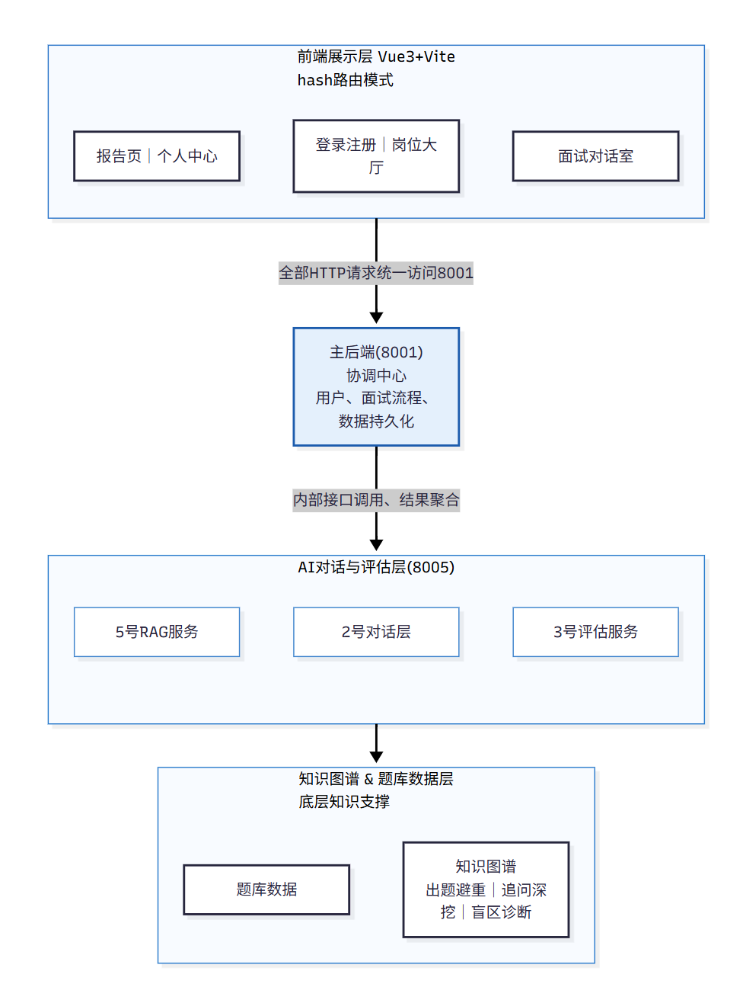 前端展示层 Vue3+Vite
hash路由模式
报告页｜个人中心
登录注册｜岗位大
厅
面试对话室
全部HTTP请求统一访问8001
主后端(8001)
协调中心
用户、面试流程、
数据持久化
内部接口调用、结果聚合
AI对话与评估层(8005)
5号RAG服务
2号对话层
3号评估服务
知识图谱 & 题库数据层
底层知识支撑
题库数据
知识图谱
出题避重｜追问深
挖｜盲区诊断